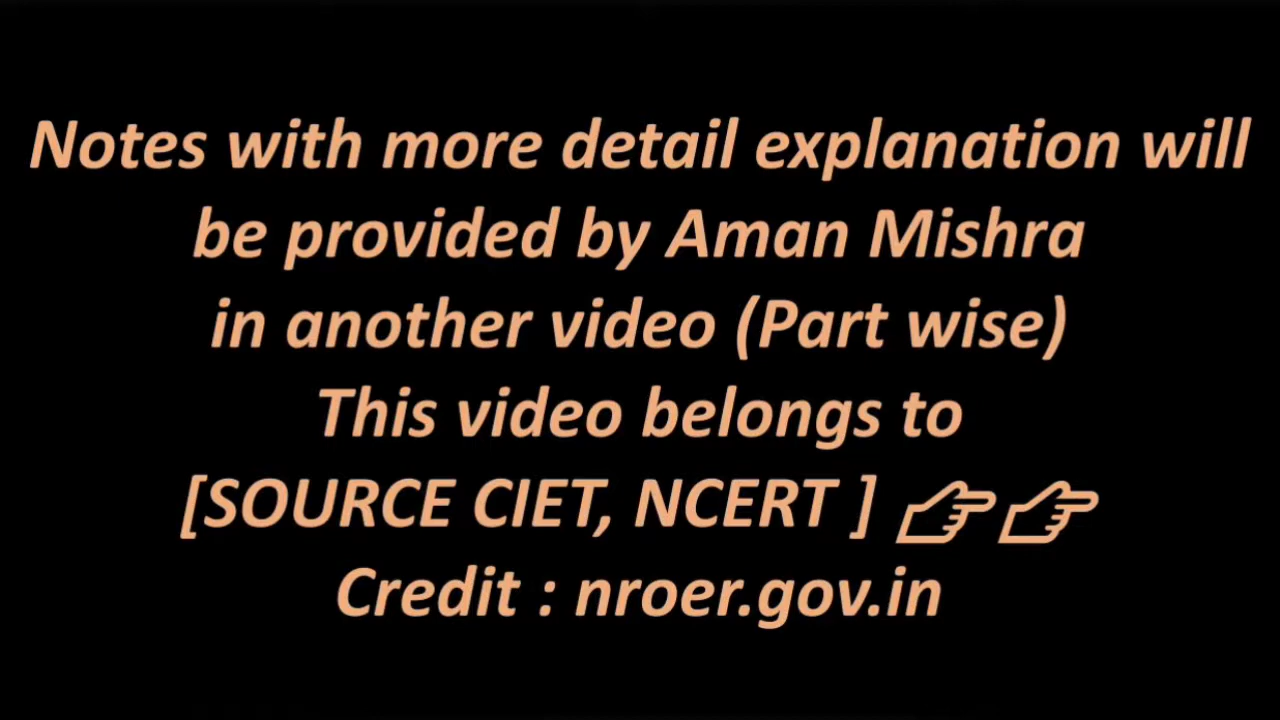 Notes with more detail explanation will
be provided by Aman Mishra
in another video (Part wise)
This video belongs to
[SOURCE CIET, NCERT ] 👉👉
Credit : nroer.gov.in